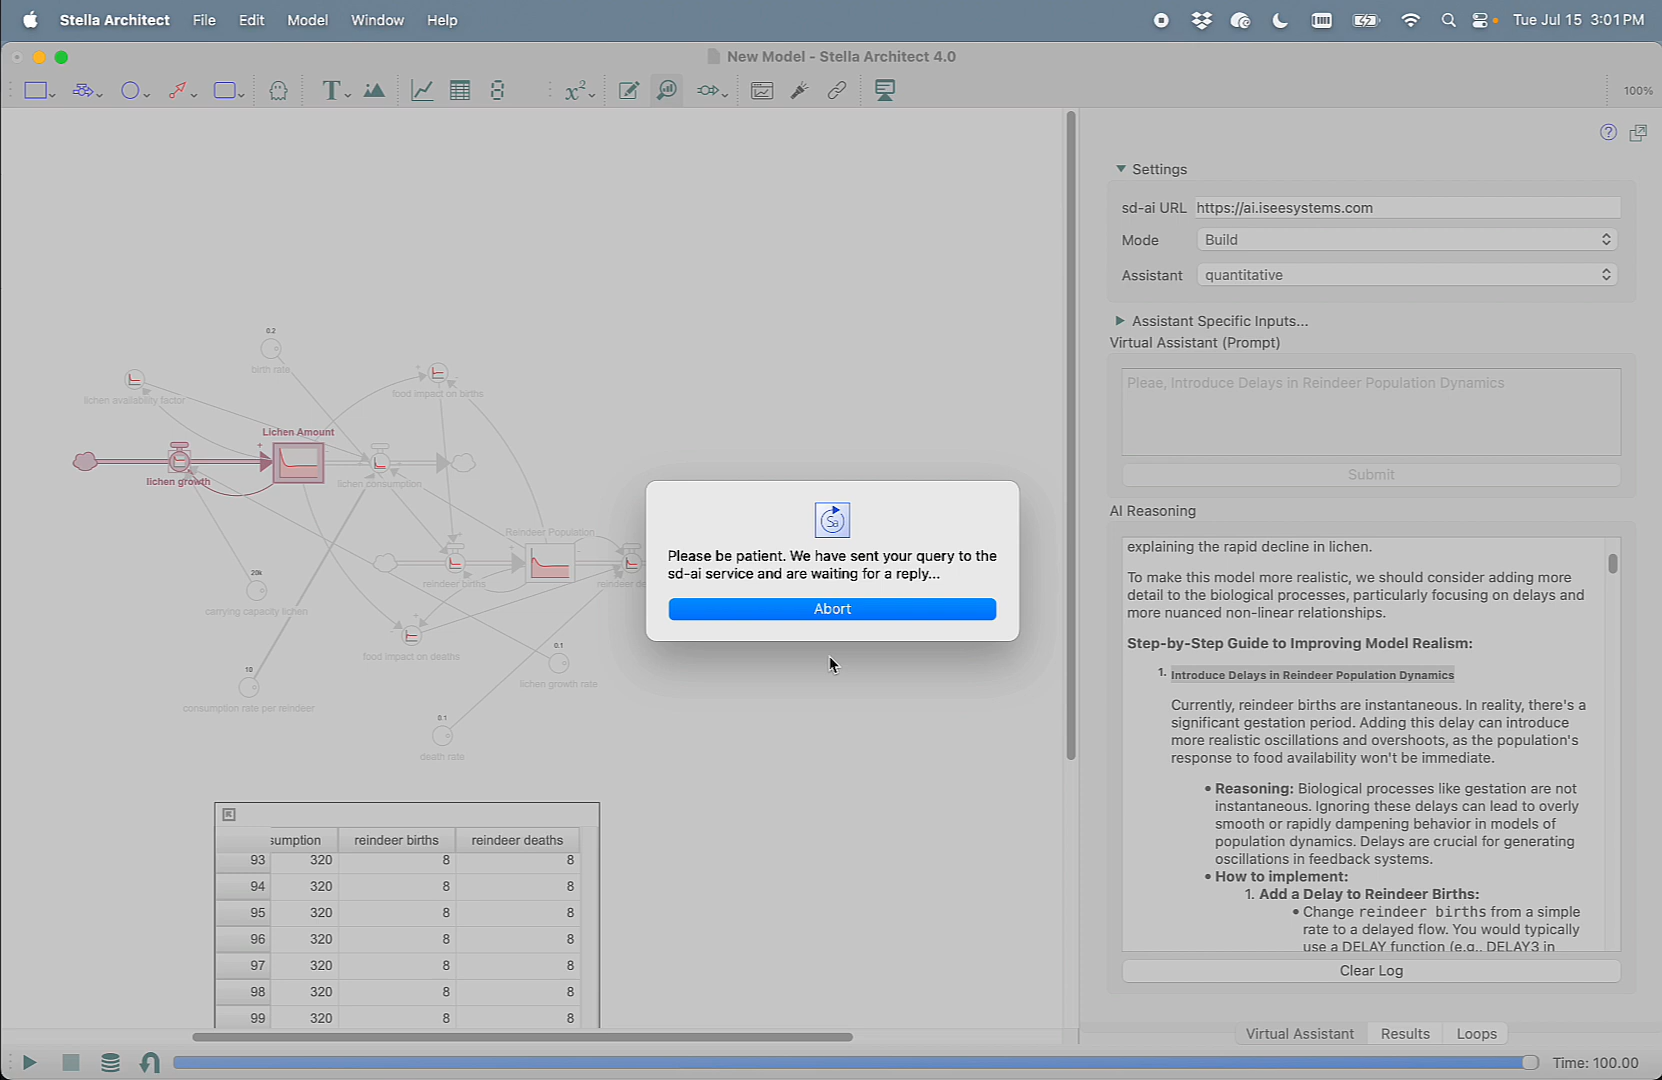 Stella Architect File Edit Model Window Help
Tue Jul 15 3:01 PM
New Model - Stella Architect 4.0
100%
Settings
sd-ai URL https://ai.iseesystems.com
Mode Build
Assistant quantitative
Assistant Specific Inputs...
Virtual Assistant (Prompt)
Pleae, Introduce Delays in Reindeer Population Dynamics
Submit
AI Reasoning
explaining the rapid decline in lichen.
To make this model more realistic, we should consider adding more
detail to the biological processes, particularly focusing on delays and
more nuanced non-linear relationships.
Step-by-Step Guide to Improving Model Realism:
1. Introduce Delays in Reindeer Population Dynamics
Currently, reindeer births are instantaneous. In reality, there's a
significant gestation period. Adding this delay can introduce
more realistic oscillations and overshoots, as the population's
response to food availability won't be immediate.
• Reasoning: Biological processes like gestation are not
instantaneous. Ignoring these delays can lead to overly
smooth or rapidly dampening behavior in models of
population dynamics. Delays are crucial for generating
oscillations in feedback systems.
• How to implement:
1. Add a Delay to Reindeer Births:
• Change reindeer births from a simple
rate to a delayed flow. You would typically
use a DELAY function (e.g., DELAY3 in
Clear Log
Virtual Assistant Results Loops
0.2
birth rate
lichen availability factor
food impact on births
Lichen Amount
lichen growth
lichen consumption
Reindeer Population
reindeer births
reindeer de
20k
carrying capacity lichen
food impact on deaths
0.1
lichen growth rate
10
consumption rate per reindeer
0.1
death rate
Sa
Please be patient. We have sent your query to the
sd-ai service and are waiting for a reply...
Abort
sumption reindeer births reindeer deaths
93 320 8 8
94 320 8 8
95 320 8 8
96 320 8 8
97 320 8 8
98 320 8 8
99 320 8 8
Time: 100.00